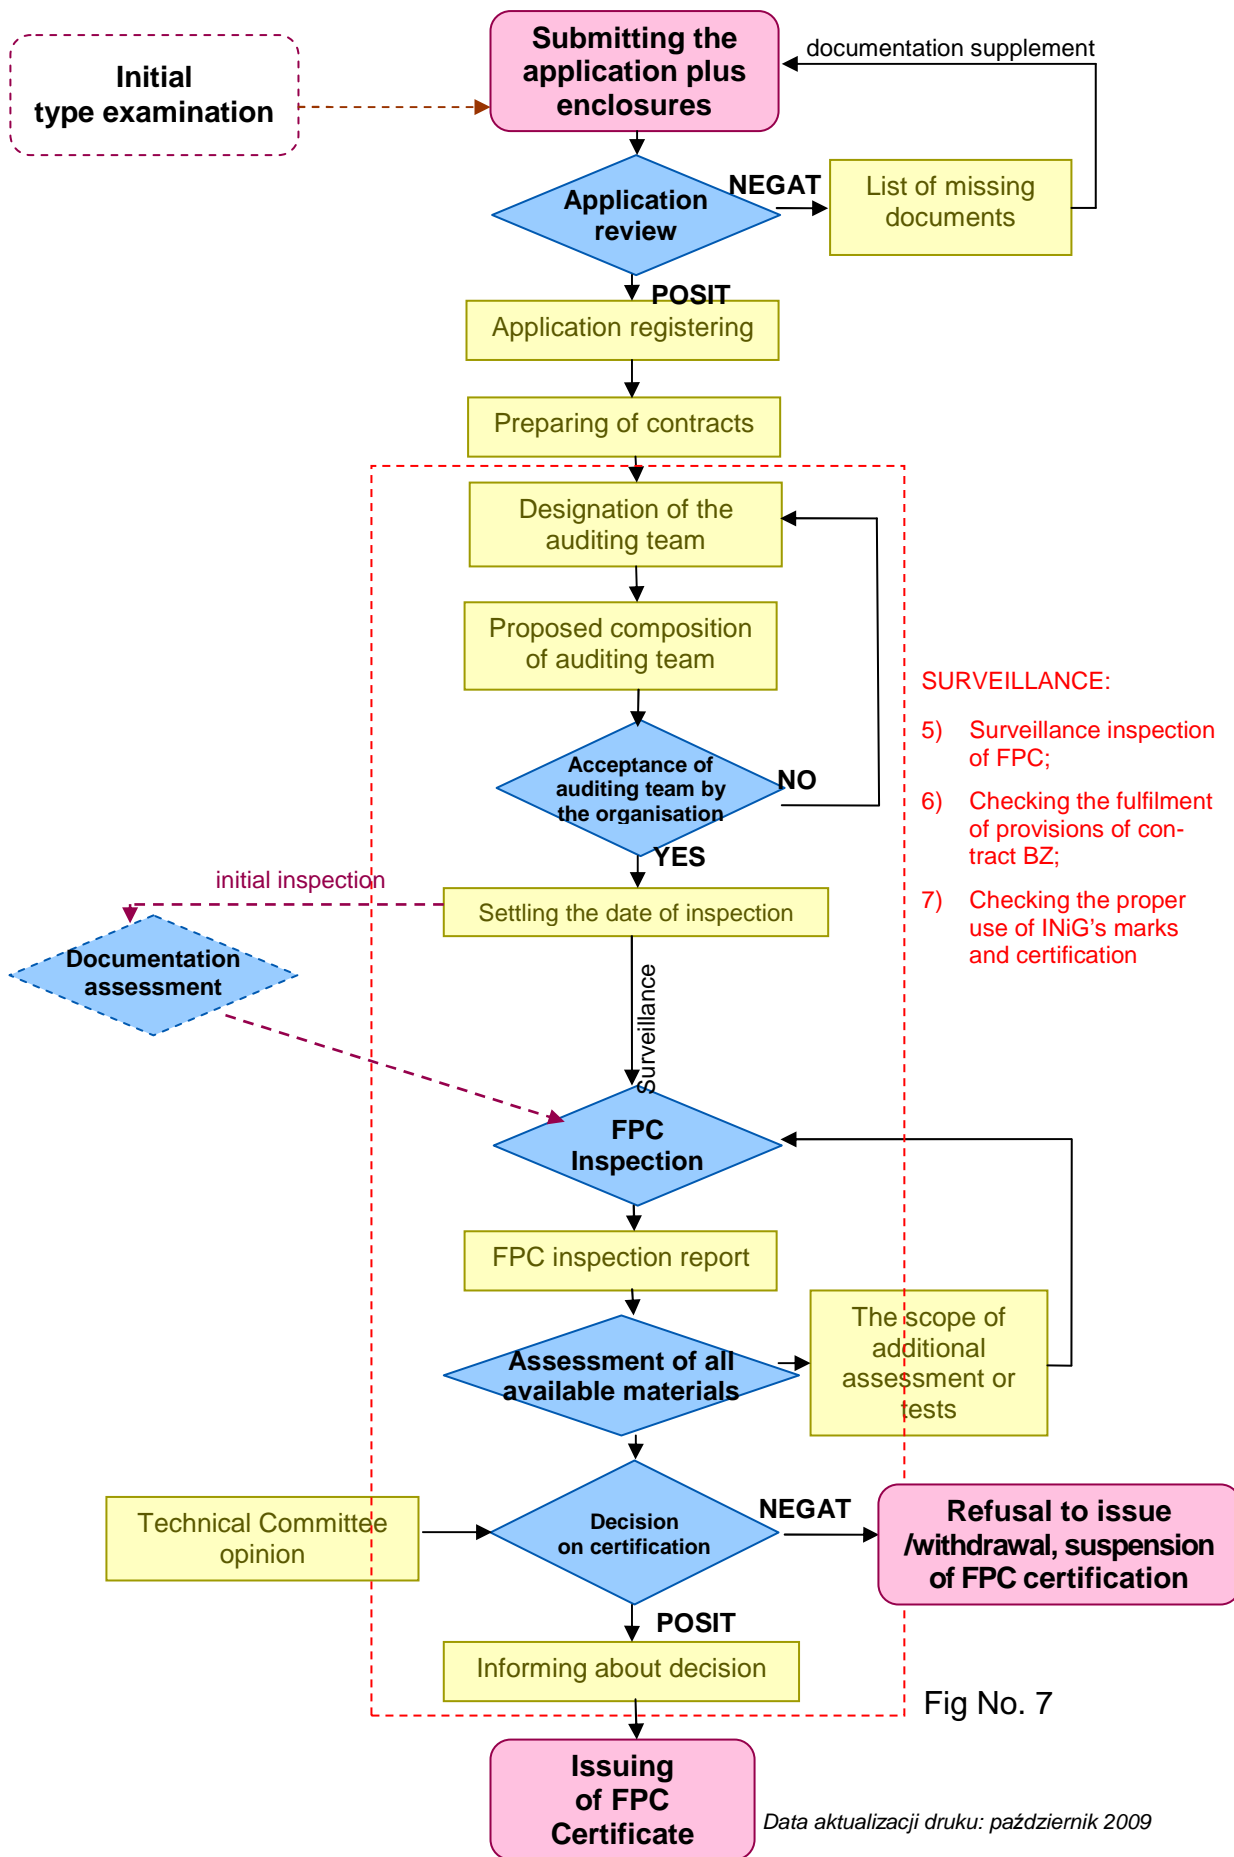 Initial
type examination
Submitting the
application plus
enclosures
documentation supplement
Application
review
NEGAT
List of missing
documents
POSIT
Application registering
Preparing of contracts
Designation of the
auditing team
Proposed composition
of auditing team
Acceptance of
auditing team by
the organisation
NO
YES
SURVEILLANCE:
5) Surveillance inspection
of FPC;
6) Checking the fulfilment
of provisions of con-
tract BZ;
7) Checking the proper
use of INiG's marks
and certification
initial inspection
Settling the date of inspection
Documentation
assessment
Surveillance
FPC
Inspection
FPC inspection report
Assessment of all
available materials
The scope of
additional
assessment or
tests
Technical Committee
opinion
Decision
on certification
NEGAT
Refusal to issue
/withdrawal, suspension
of FPC certification
POSIT
Informing about decision
Fig No. 7
Issuing
of FPC
Certificate
Data aktualizacji druku: październik 2009